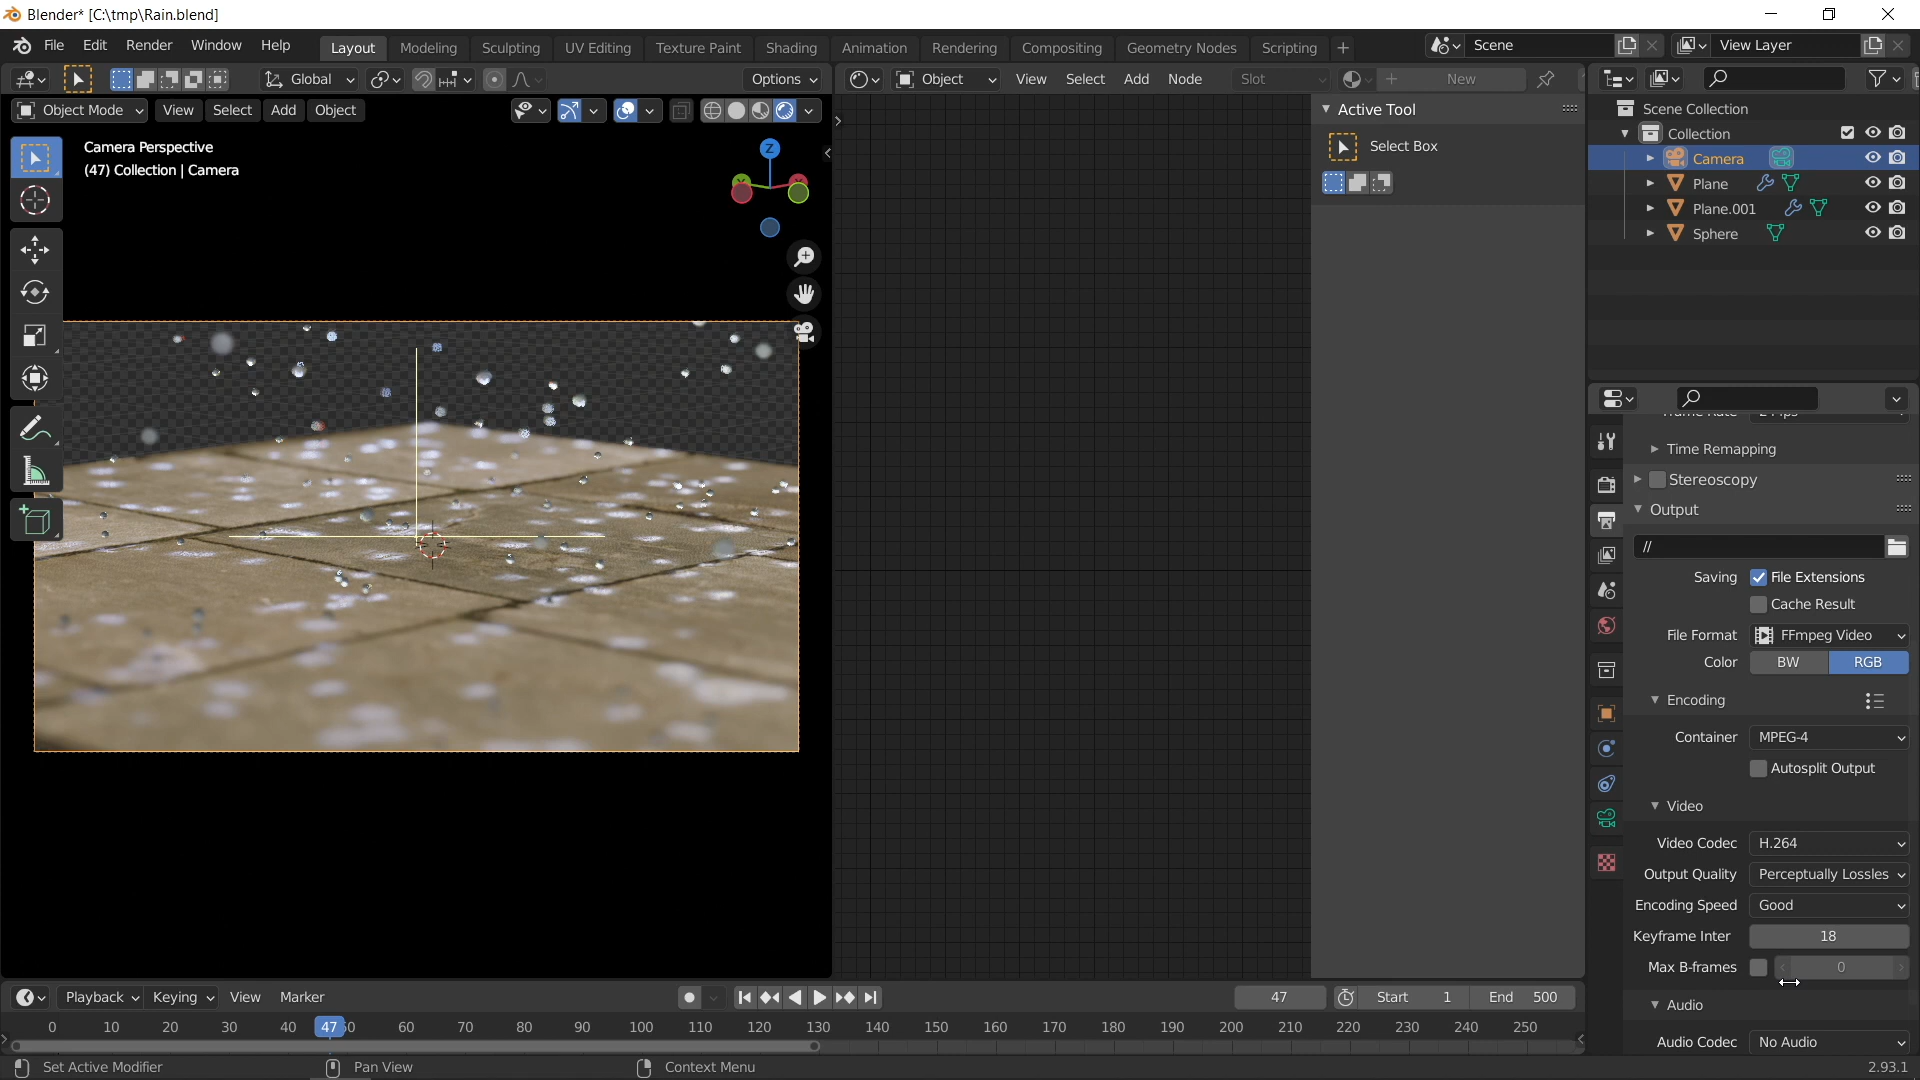 Blender* [C:\tmp\Rain.blend]
File Edit Render Window Help Layout Modeling Sculpting UV Editing Texture Paint Shading Animation Rendering Compositing Geometry Nodes Scripting + Scene View Layer
Global Options Object View Select Add Node Slot New
Object Mode View Select Add Object
Camera Perspective
(47) Collection | Camera
Z
Active Tool
Select Box
Scene Collection
Collection
Camera
Plane
Plane.001
Sphere
Time Remapping
Stereoscopy
Output
//
Saving File Extensions
Cache Result
File Format FFmpeg Video
Color BW RGB
Encoding
Container MPEG-4
Autosplit Output
Video
Video Codec H.264
Output Quality Perceptually Lossles
Encoding Speed Good
Keyframe Inter 18
Max B-frames 0
Audio
Audio Codec No Audio
Playback Keying View Marker 47 Start 1 End 500
0 10 20 30 40 47 50 60 70 80 90 100 110 120 130 140 150 160 170 180 190 200 210 220 230 240 250
Set Active Modifier Pan View Context Menu 2.93.1